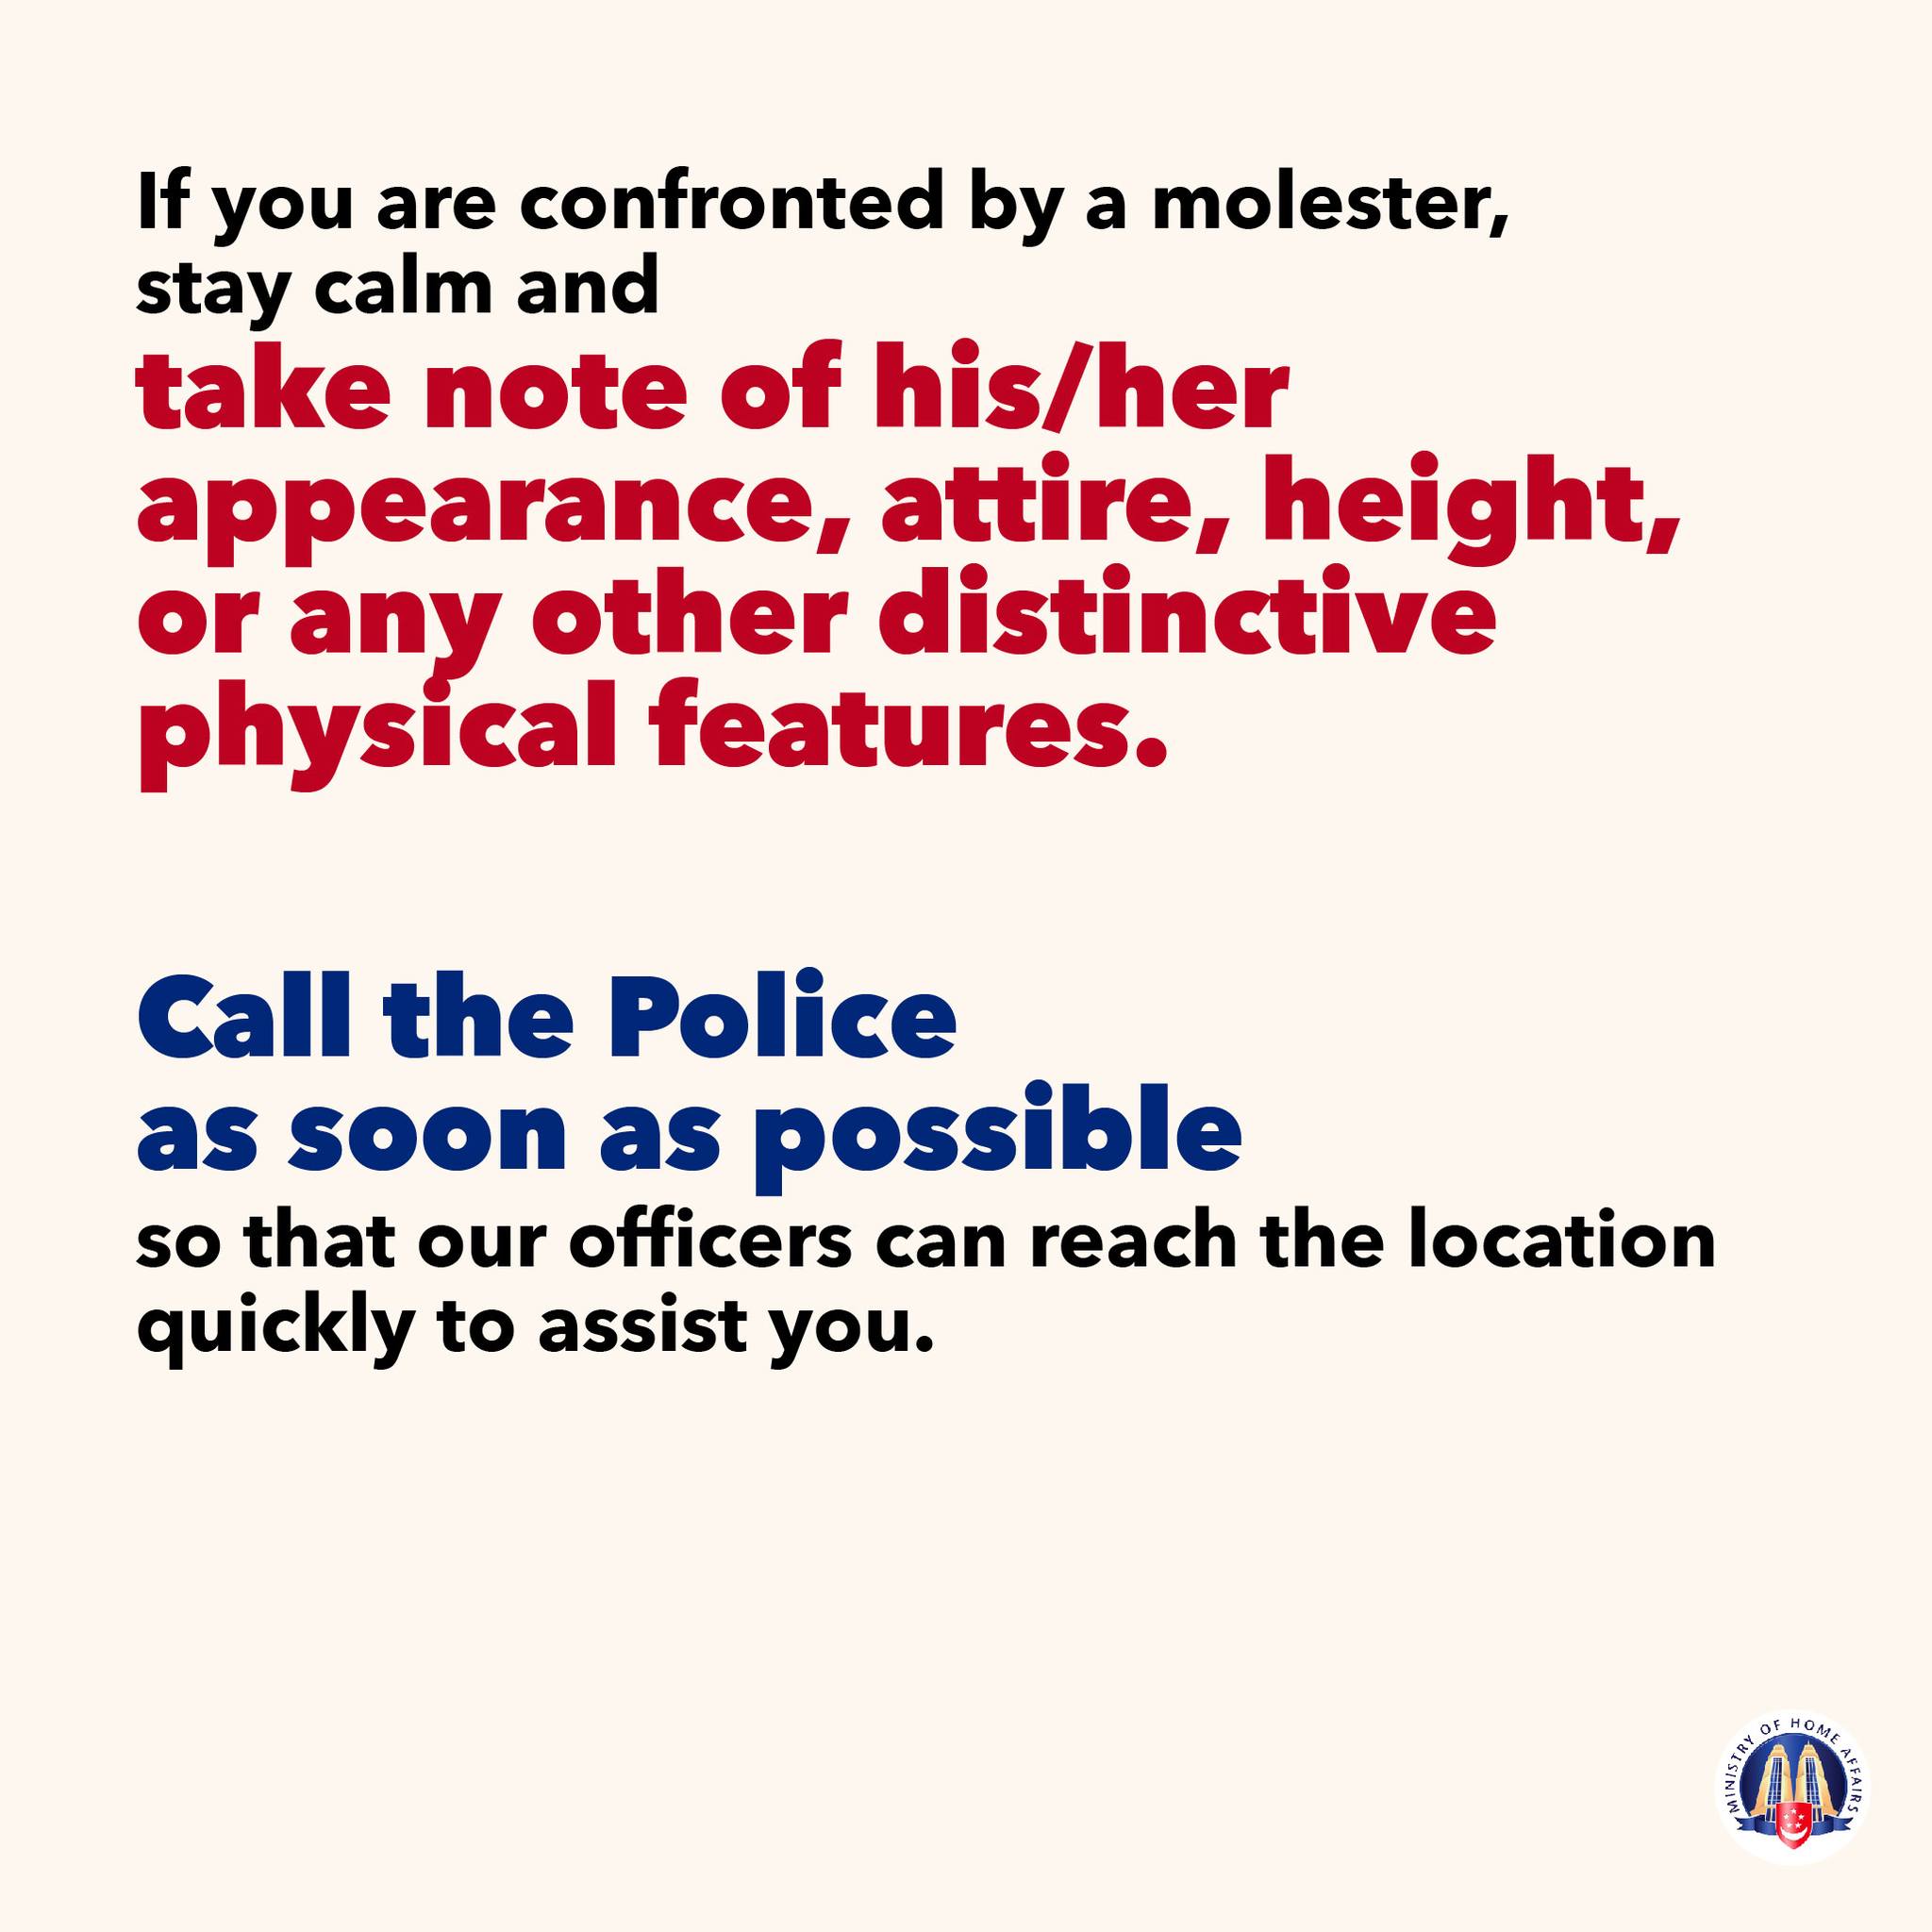 If you are confronted by a molester,
stay calm and
take note of his/her
appearance, attire, height,
or any other distinctive
physical features.
Call the Police
as soon as possible
so that our officers can reach the location
quickly to assist you.
MINISTRY OF HOME AFFAIRS